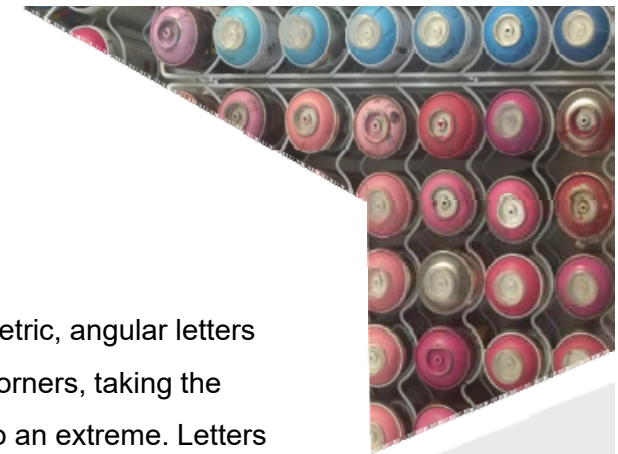 etric, angular letters
orners, taking the
o an extreme. Letters